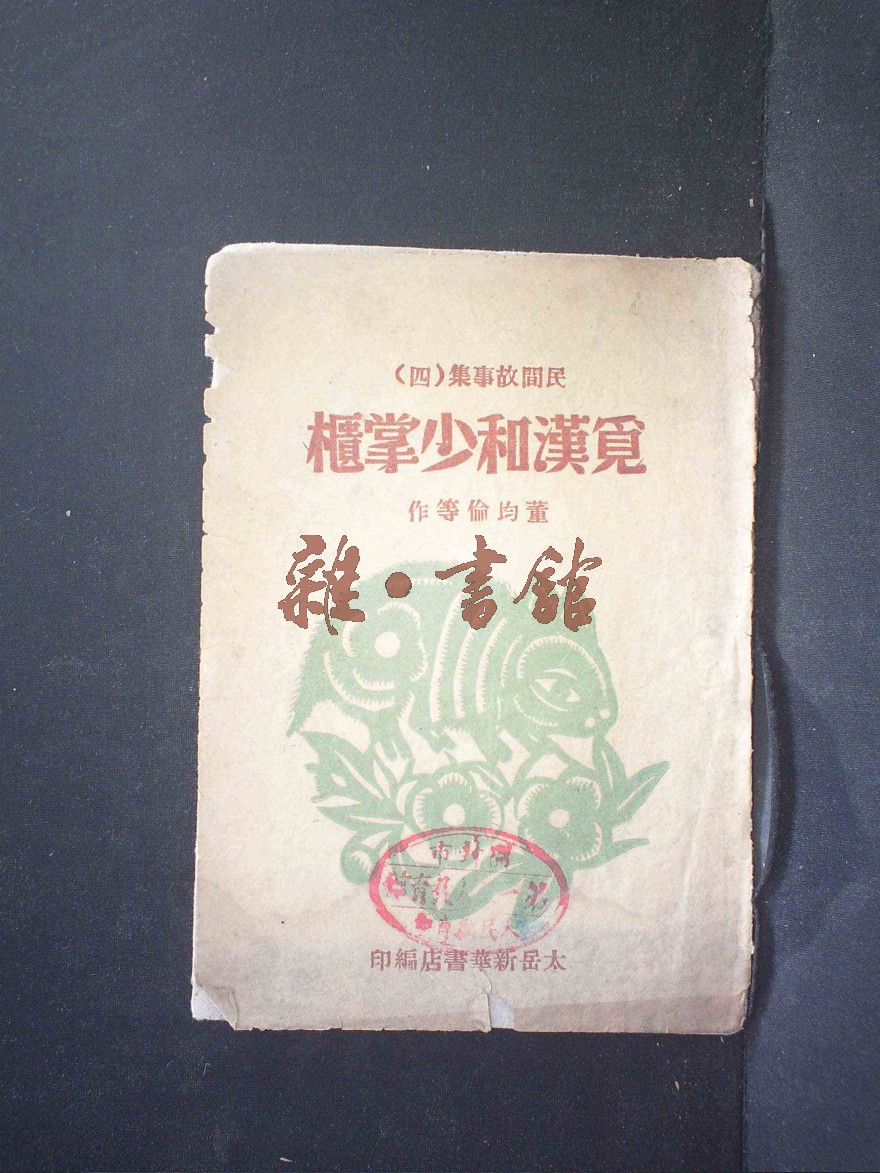 民間故事集(四)
覓漢和少掌櫃
董均倫等作
雜·書館
太岳新華書店編印